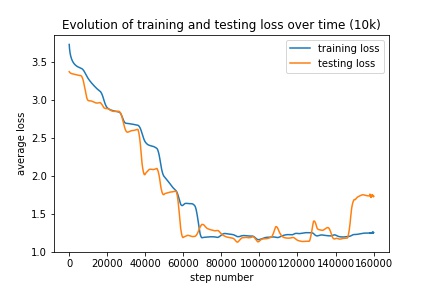 Evolution of training and testing loss over time (10k)
training loss
testing loss
average loss
3.5
3.0
2.5
2.0
1.5
1.0
0 20000 40000 60000 80000 100000 120000 140000 160000
step number